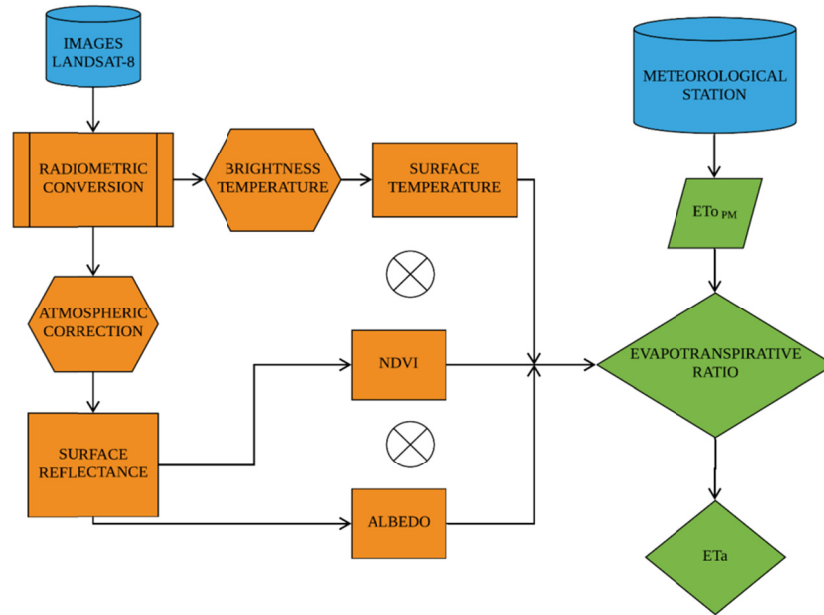 IMAGES
LANDSAT-8
METEOROLOGICAL
STATION
RADIOMETRIC
CONVERSION
BRIGHTNESS
TEMPERATURE
SURFACE
TEMPERATURE
ETo PM
ATMOSPHERIC
CORRECTION
NDVI
EVAPOTRANSPIRATIVE
RATIO
SURFACE
REFLECTANCE
ALBEDO
ETa